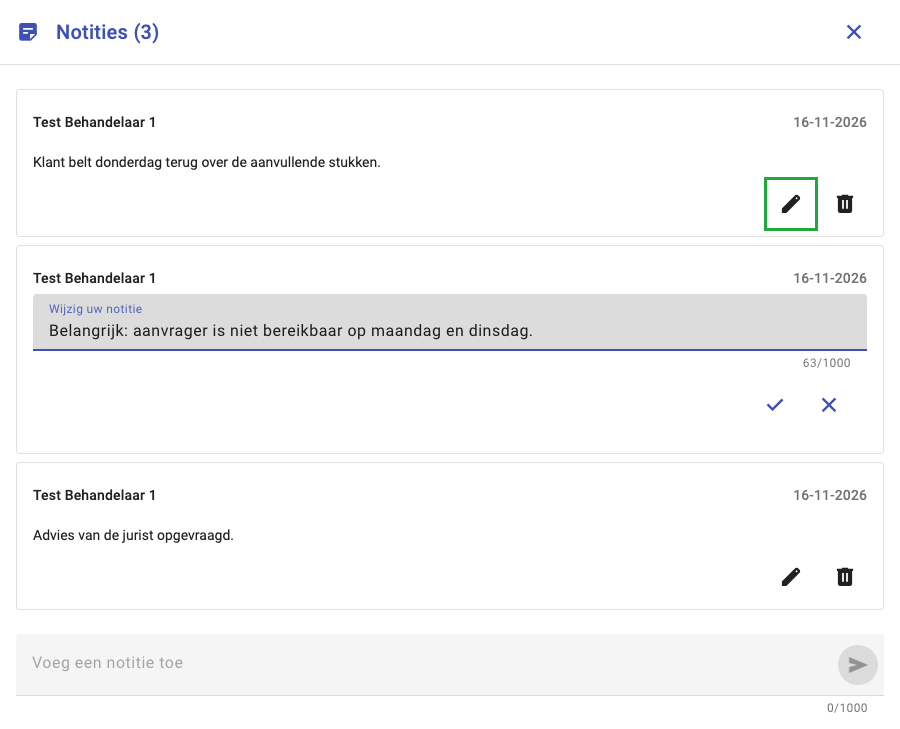 Notities (3)
Test Behandelaar 1 16-11-2026
Klant belt donderdag terug over de aanvullende stukken.
Test Behandelaar 1 16-11-2026
Wijzig uw notitie
Belangrijk: aanvrager is niet bereikbaar op maandag en dinsdag.
63/1000
Test Behandelaar 1 16-11-2026
Advies van de jurist opgevraagd.
Voeg een notitie toe
0/1000